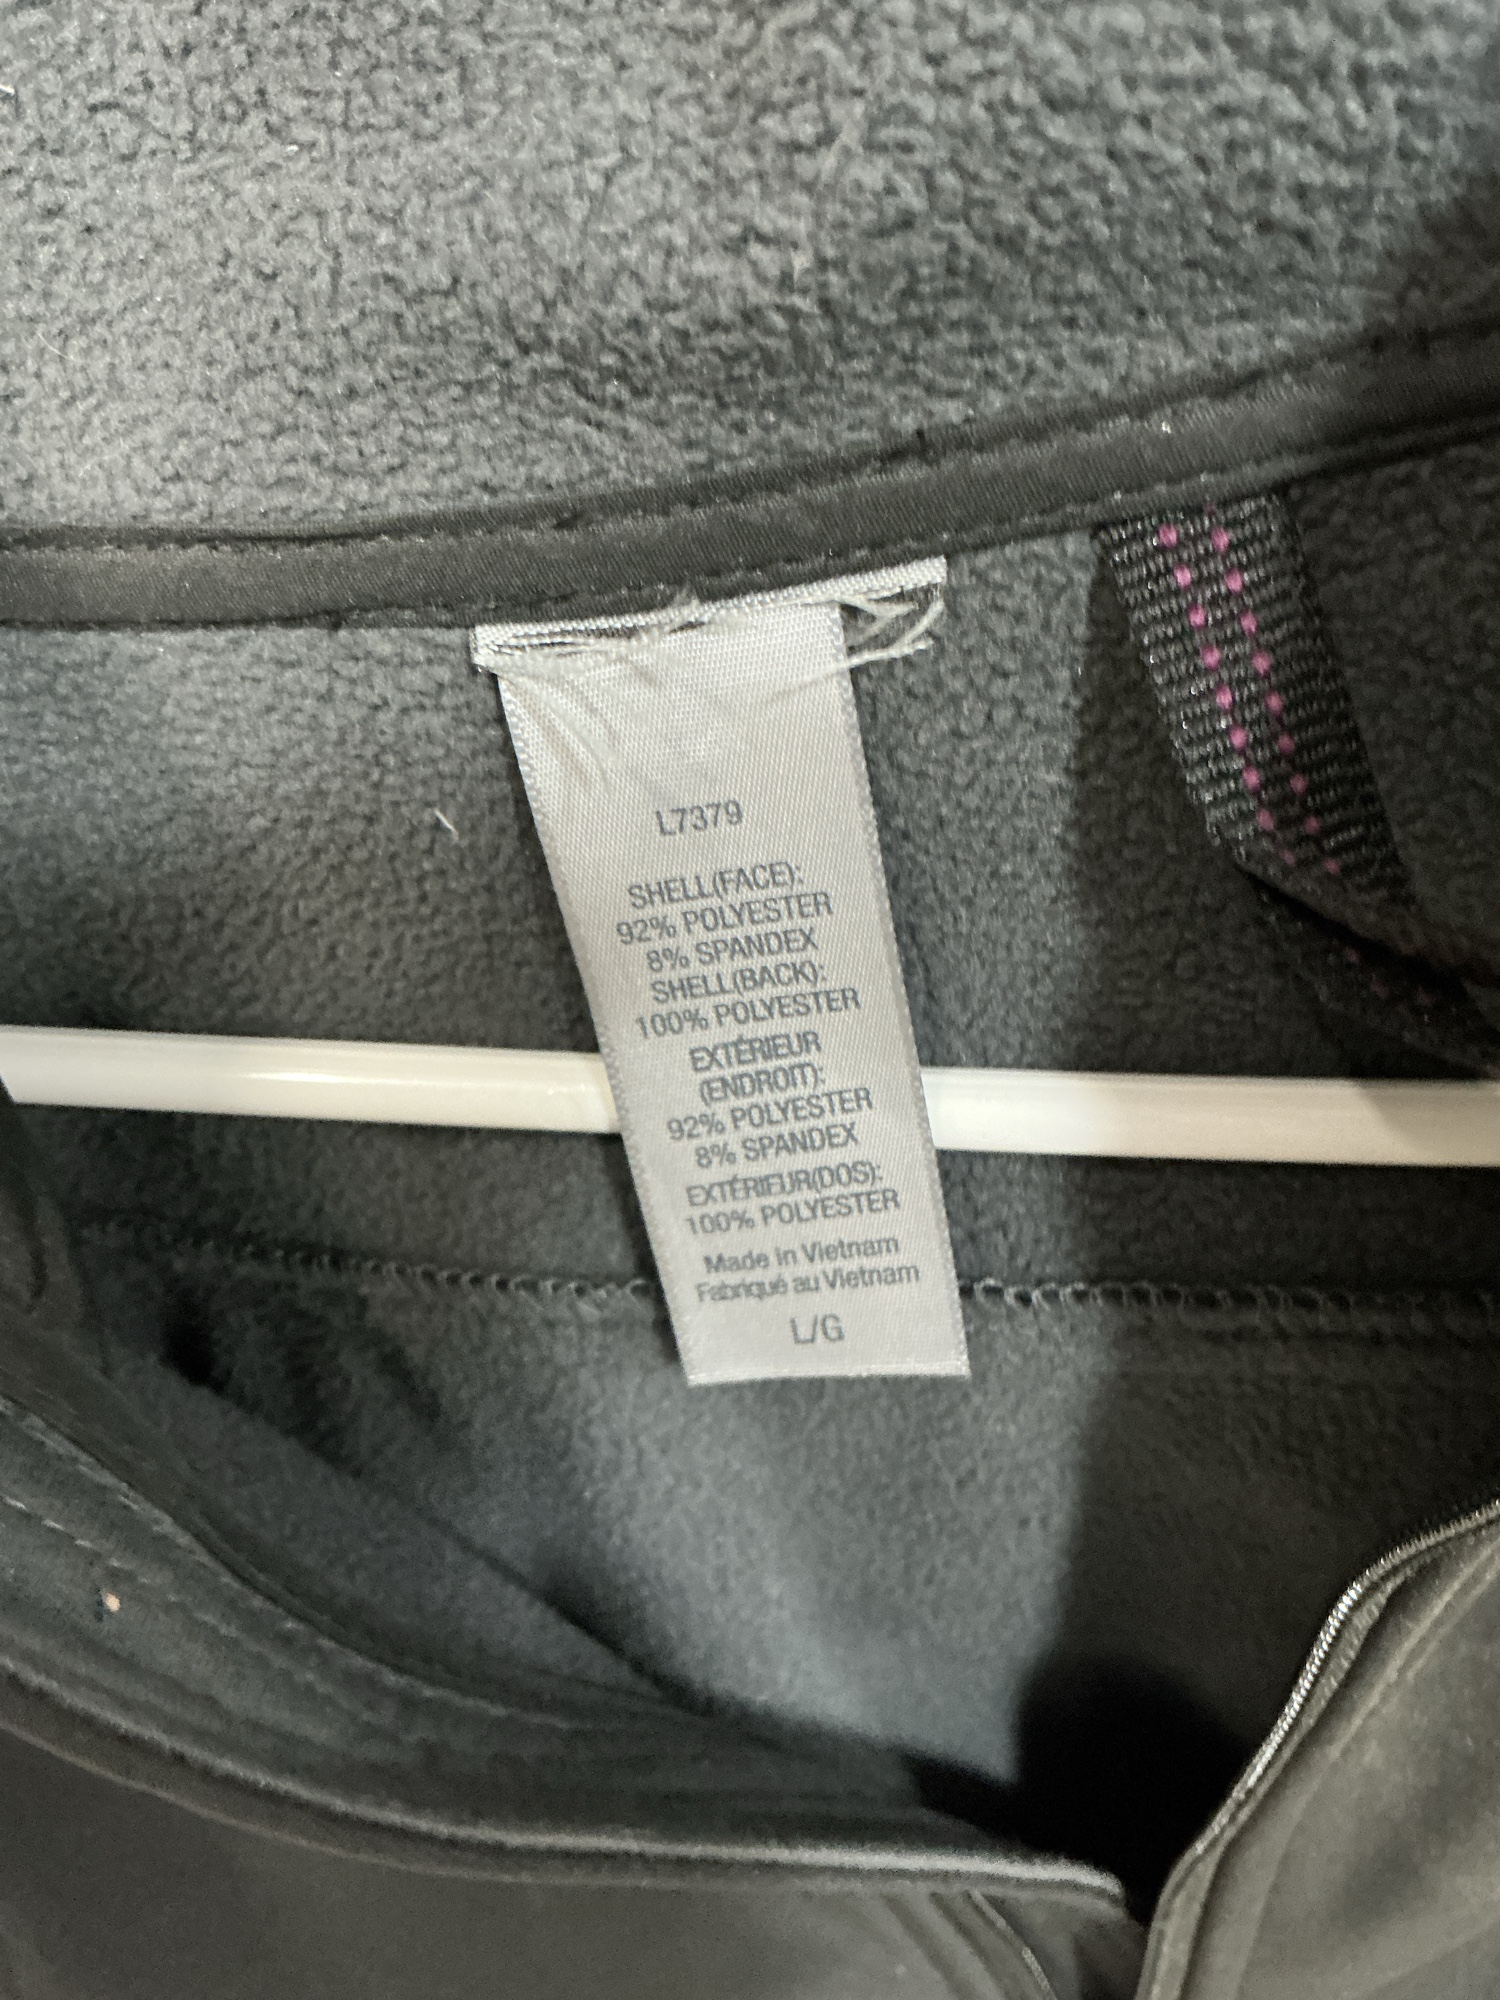 L7379
SHELL(FACE):
92% POLYESTER
8% SPANDEX
SHELL(BACK):
100% POLYESTER
EXTÉRIEUR
(ENDROIT):
92% POLYESTER
8% SPANDEX
EXTÉRIEUR(DOS):
100% POLYESTER
Made in Vietnam
Fabriqué au Vietnam
L/G